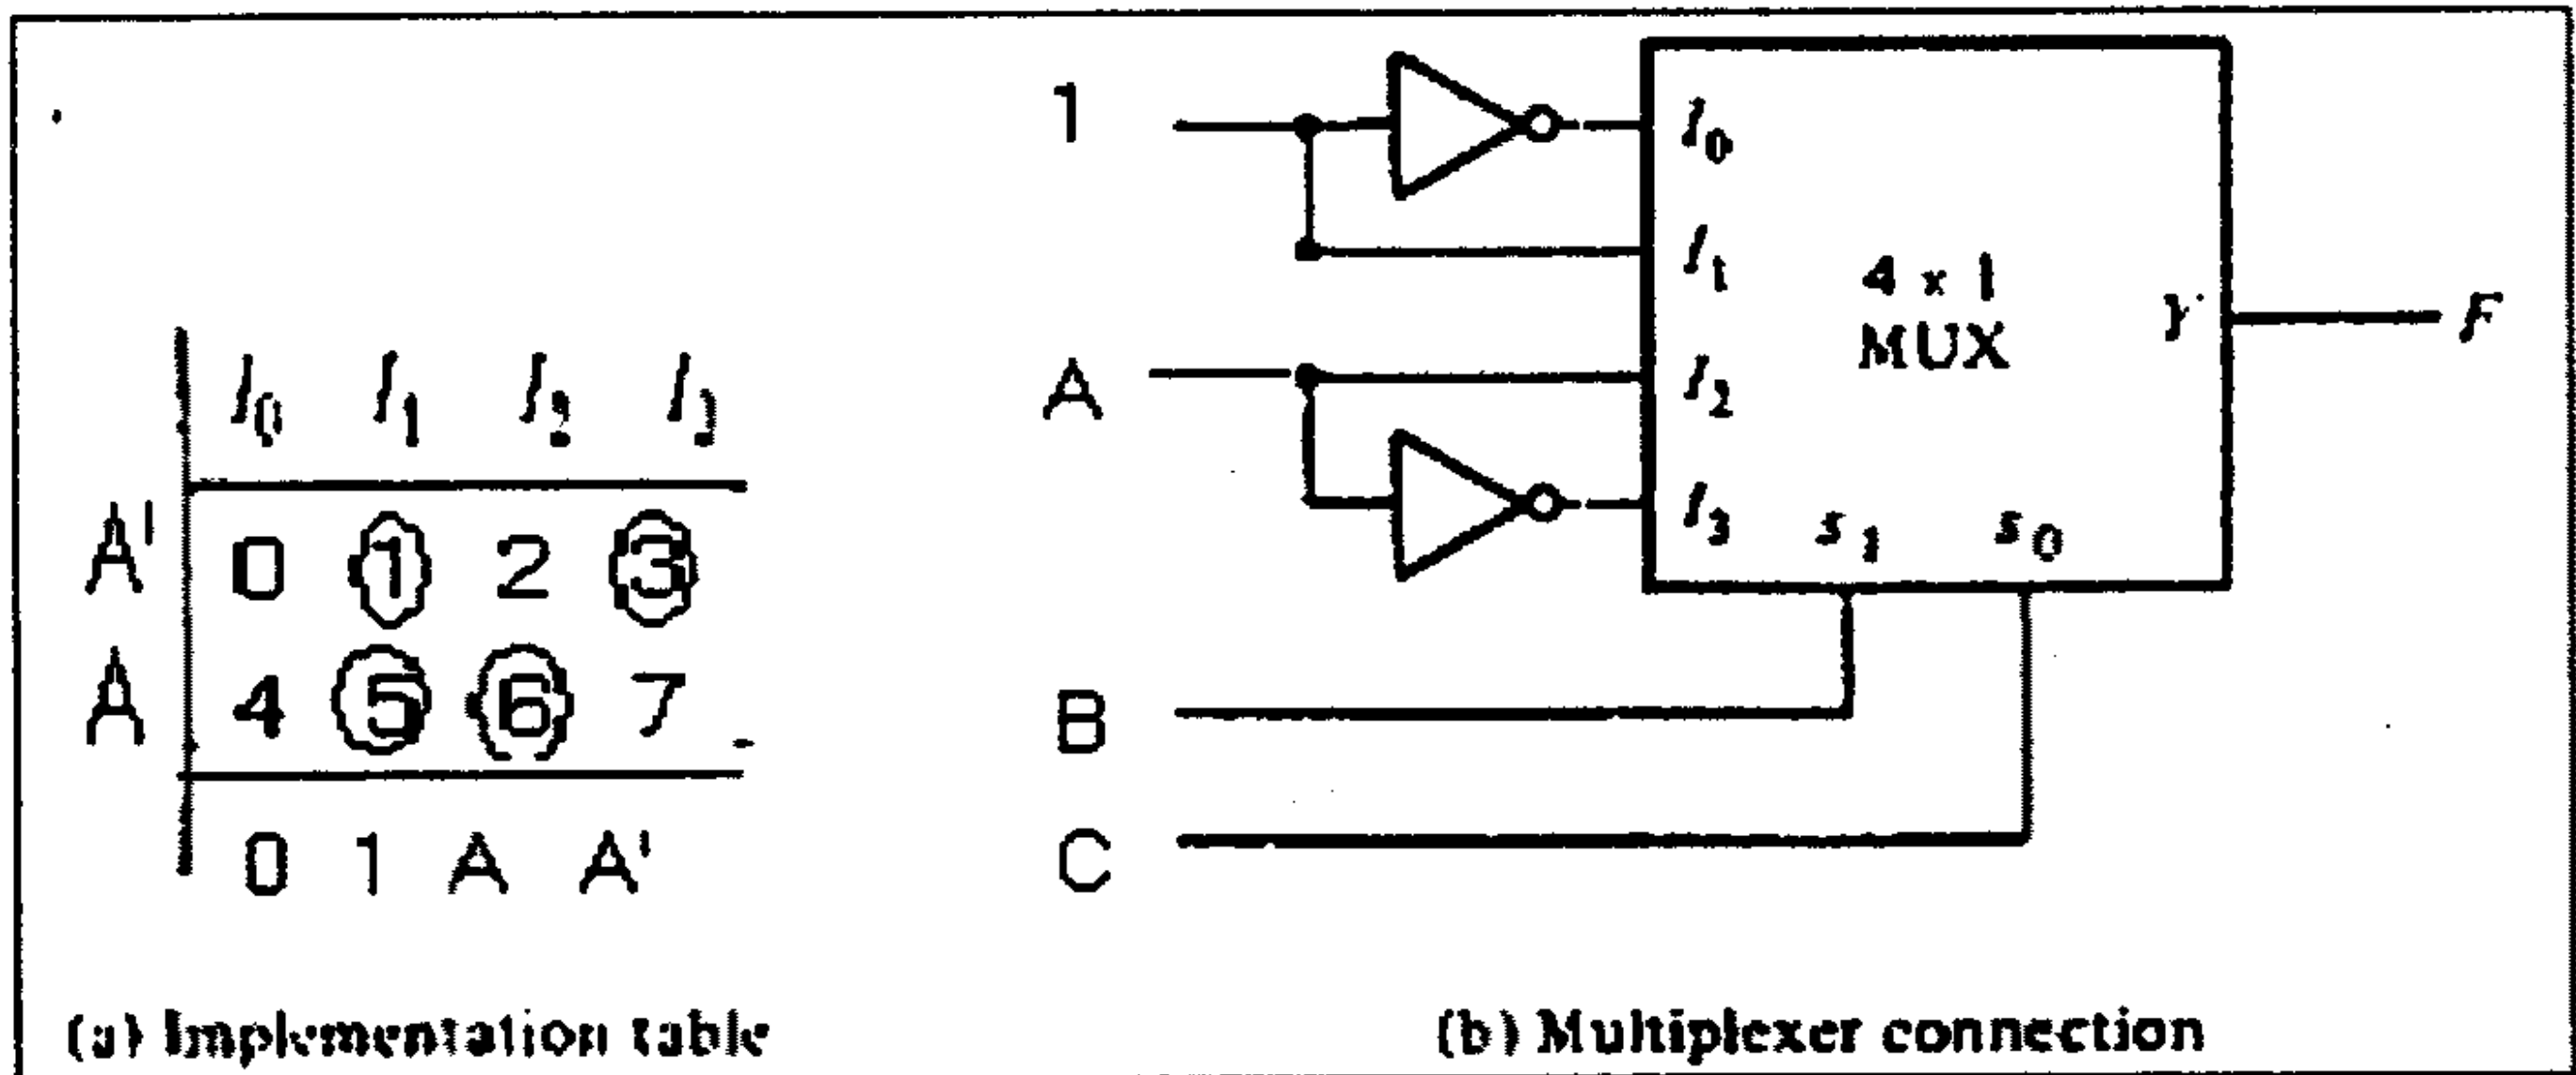 I0 I1 I2 I3
A' 0 1 2 3
A 4 5 6 7
0 1 A A'
(a) Implementation table
1
A
B
C
I0
I1
I2
I3
4 × 1
MUX
Y
s1 s0
F
(b) Multiplexer connection